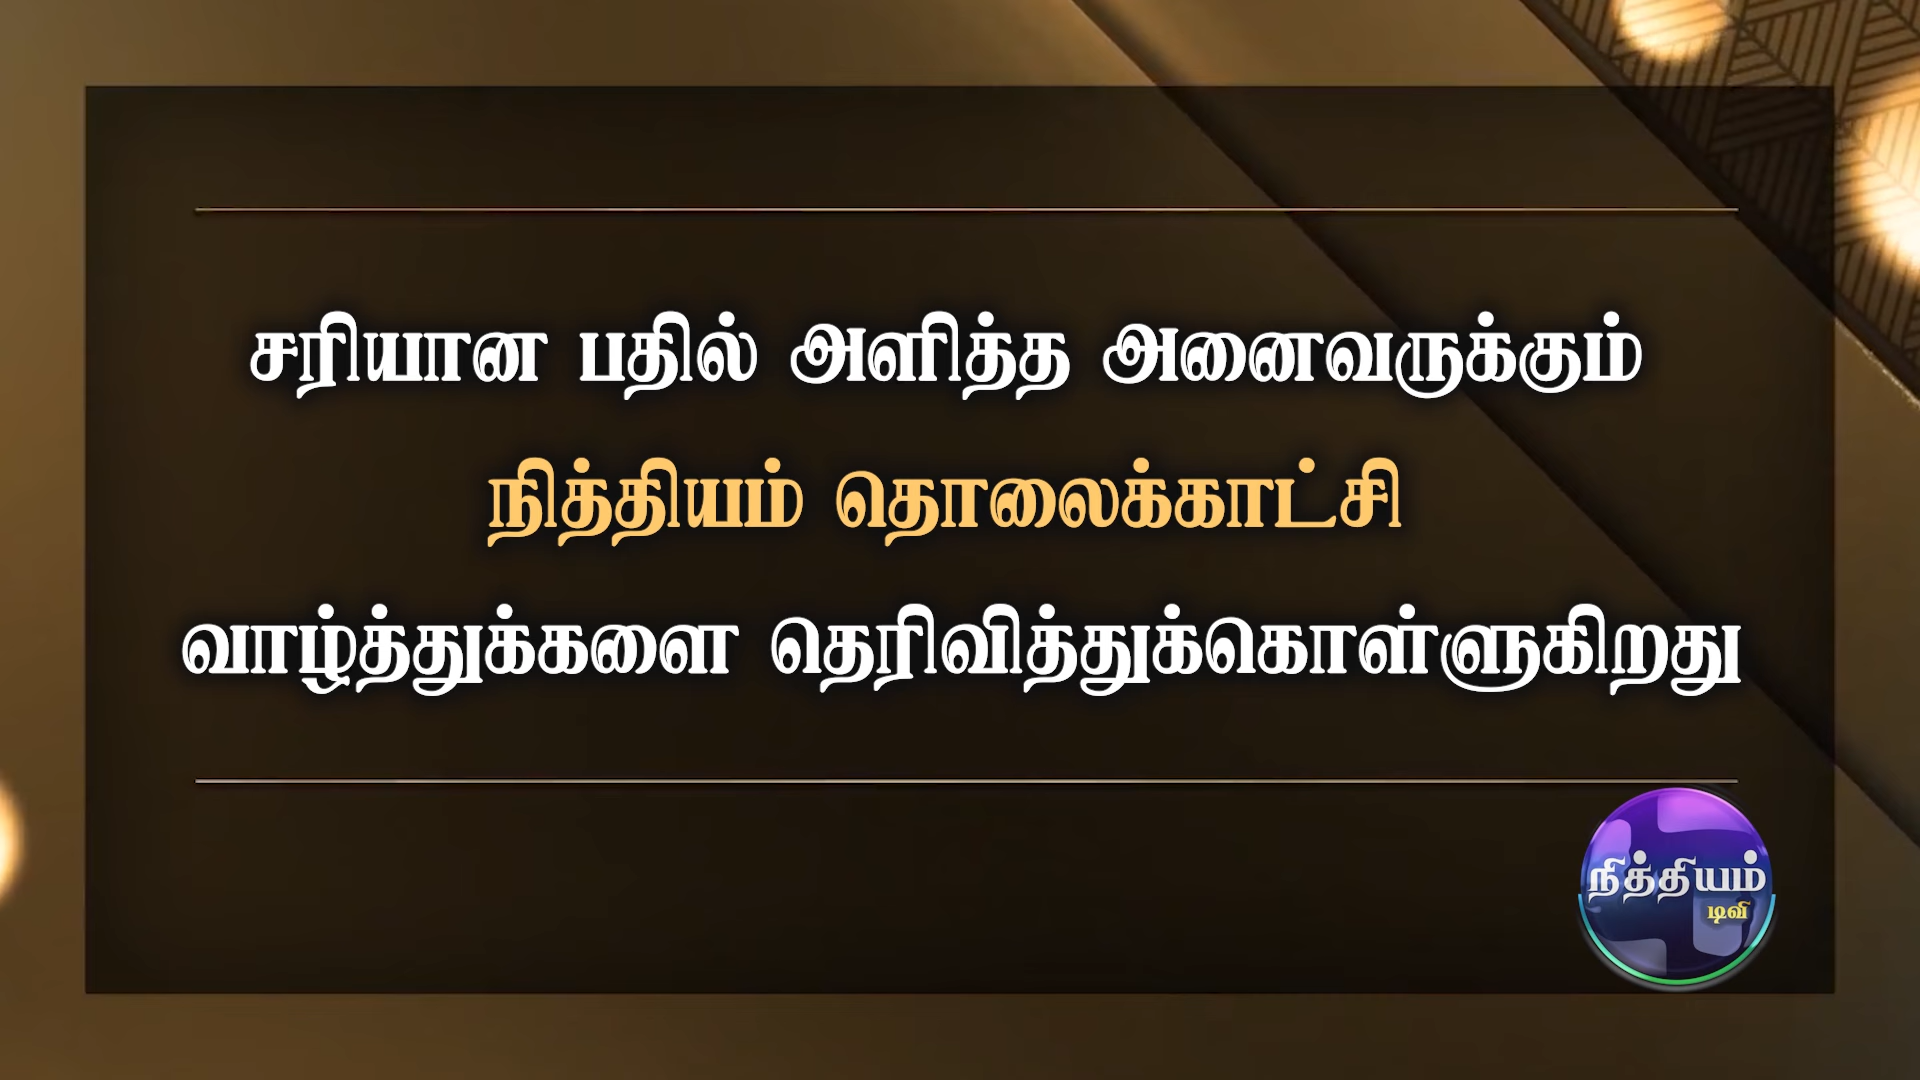 சரியான பதில் அளித்த அனைவருக்கும்
நித்தியம் தொலைக்காட்சி
வாழ்த்துக்களை தெரிவித்துக்கொள்ளுகிறது
நித்தியம்
டிவி